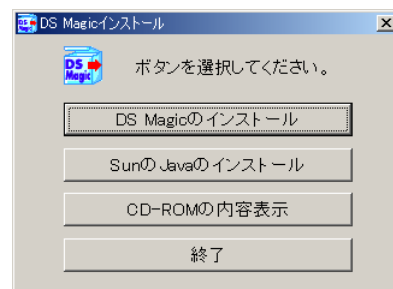 DS Magicインストール
DS
Magic
ボタンを選択してください。
DS Magicのインストール
SunのJavaのインストール
CD-ROMの内容表示
終了